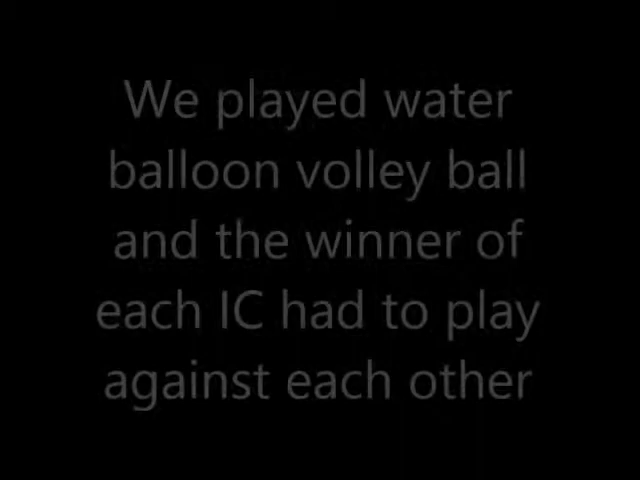 We played water
balloon volley ball
and the winner of
each IC had to play
against each other